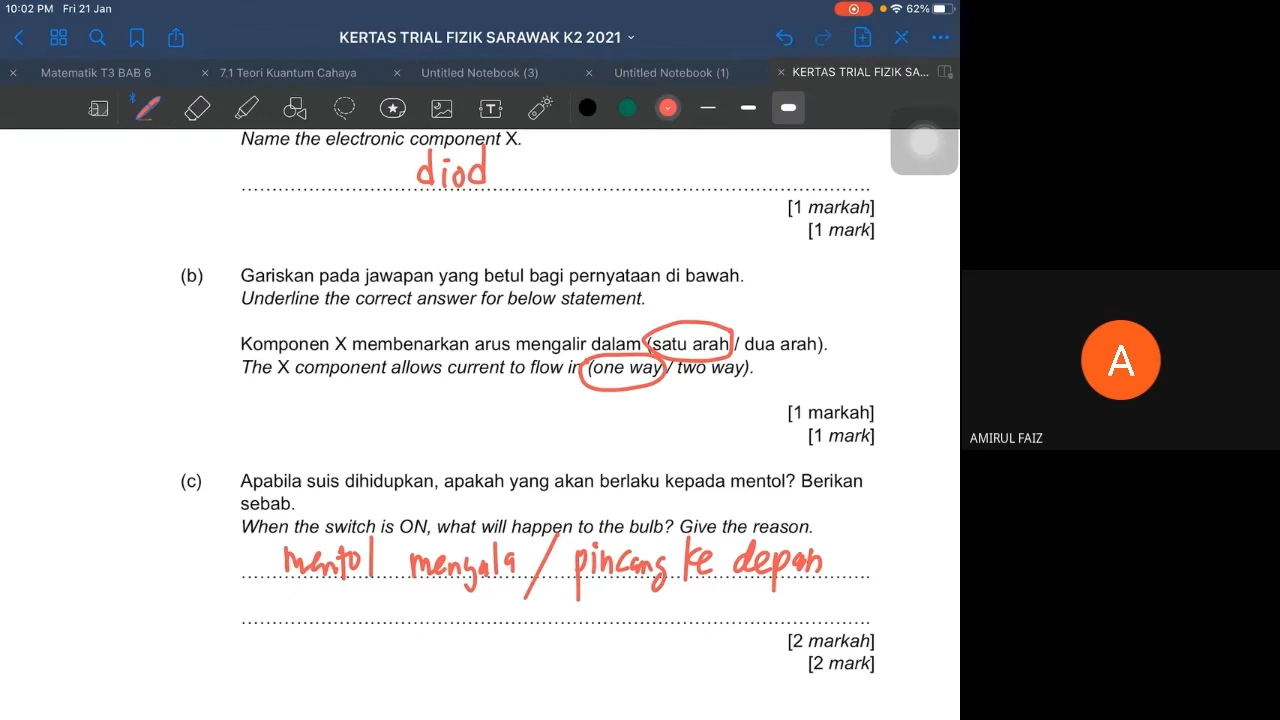 10:02 PM Fri 21 Jan
62%
KERTAS TRIAL FIZIK SARAWAK K2 2021
Matematik T3 BAB 6
7.1 Teori Kuantum Cahaya
Untitled Notebook (3)
Untitled Notebook (1)
KERTAS TRIAL FIZIK SA...
Name the electronic component X.
diod
[1 markah]
[1 mark]
(b) Gariskan pada jawapan yang betul bagi pernyataan di bawah.
Underline the correct answer for below statement.
Komponen X membenarkan arus mengalir dalam (satu arah / dua arah).
The X component allows current to flow in (one way / two way).
[1 markah]
[1 mark]
(c) Apabila suis dihidupkan, apakah yang akan berlaku kepada mentol? Berikan
sebab.
When the switch is ON, what will happen to the bulb? Give the reason.
mentol menyala / pincang ke depan
[2 markah]
[2 mark]
A
AMIRUL FAIZ